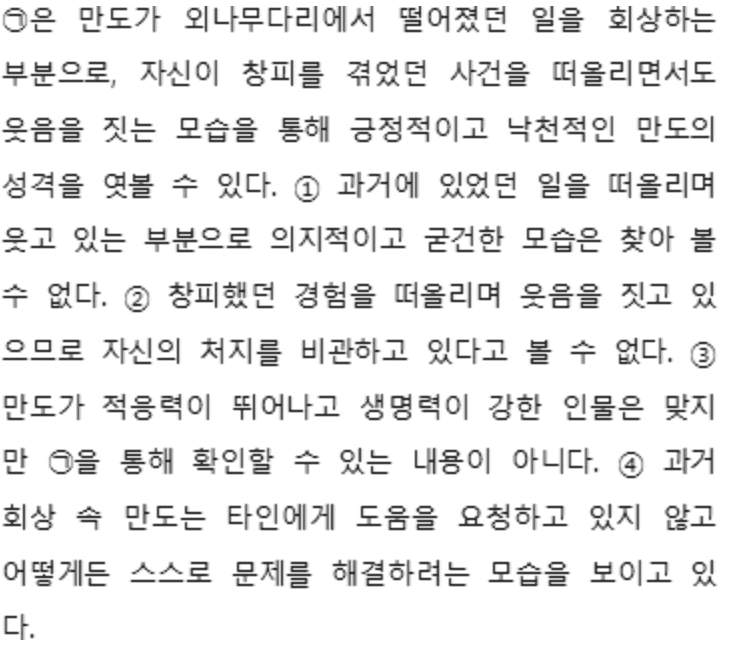 ㉠은 만도가 외나무다리에서 떨어졌던 일을 회상하는
부분으로, 자신이 창피를 겪었던 사건을 떠올리면서도
웃음을 짓는 모습을 통해 긍정적이고 낙천적인 만도의
성격을 엿볼 수 있다. ① 과거에 있었던 일을 떠올리며
웃고 있는 부분으로 의지적이고 굳건한 모습은 찾아 볼
수 없다. ② 창피했던 경험을 떠올리며 웃음을 짓고 있
으므로 자신의 처지를 비관하고 있다고 볼 수 없다. ③
만도가 적응력이 뛰어나고 생명력이 강한 인물은 맞지
만 ㉠을 통해 확인할 수 있는 내용이 아니다. ④ 과거
회상 속 만도는 타인에게 도움을 요청하고 있지 않고
어떻게든 스스로 문제를 해결하려는 모습을 보이고 있
다.